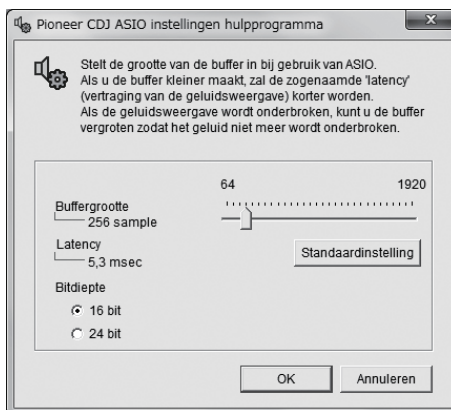 Pioneer CDJ ASIO instellingen hulpprogramma
Stelt de grootte van de buffer in bij gebruik van ASIO.
Als u de buffer kleiner maakt, zal de zogenaamde 'latency'
(vertraging van de geluidsweergave) korter worden.
Als de geluidsweergave wordt onderbroken, kunt u de buffer
vergroten zodat het geluid niet meer wordt onderbroken.
64 1920
Buffergrootte
256 sample
Latency
5,3 msec
Standaardinstelling
Bitdiepte
16 bit
24 bit
OK Annuleren